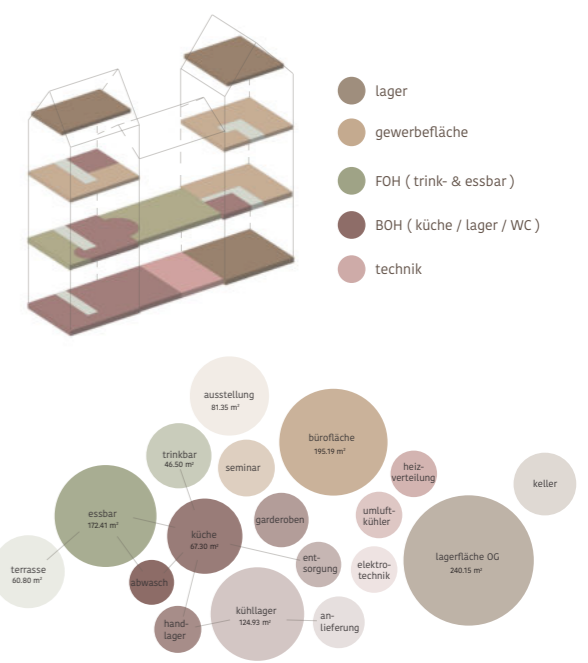 lager
gewerbefläche
FOH ( trink- & essbar )
BOH ( küche / lager / WC )
technik
ausstellung
81.35 m²
bürofläche
195.19 m²
trinkbar
46.50 m²
seminar
heiz-
verteilung
keller
essbar
172.41 m²
küche
67.30 m²
garderoben
umluft-
kühler
lagerfläche OG
240.15 m²
terrasse
60.80 m²
abwasch
ent-
sorgung
elektro-
technik
hand-
lager
kühllager
124.93 m²
an-
lieferung